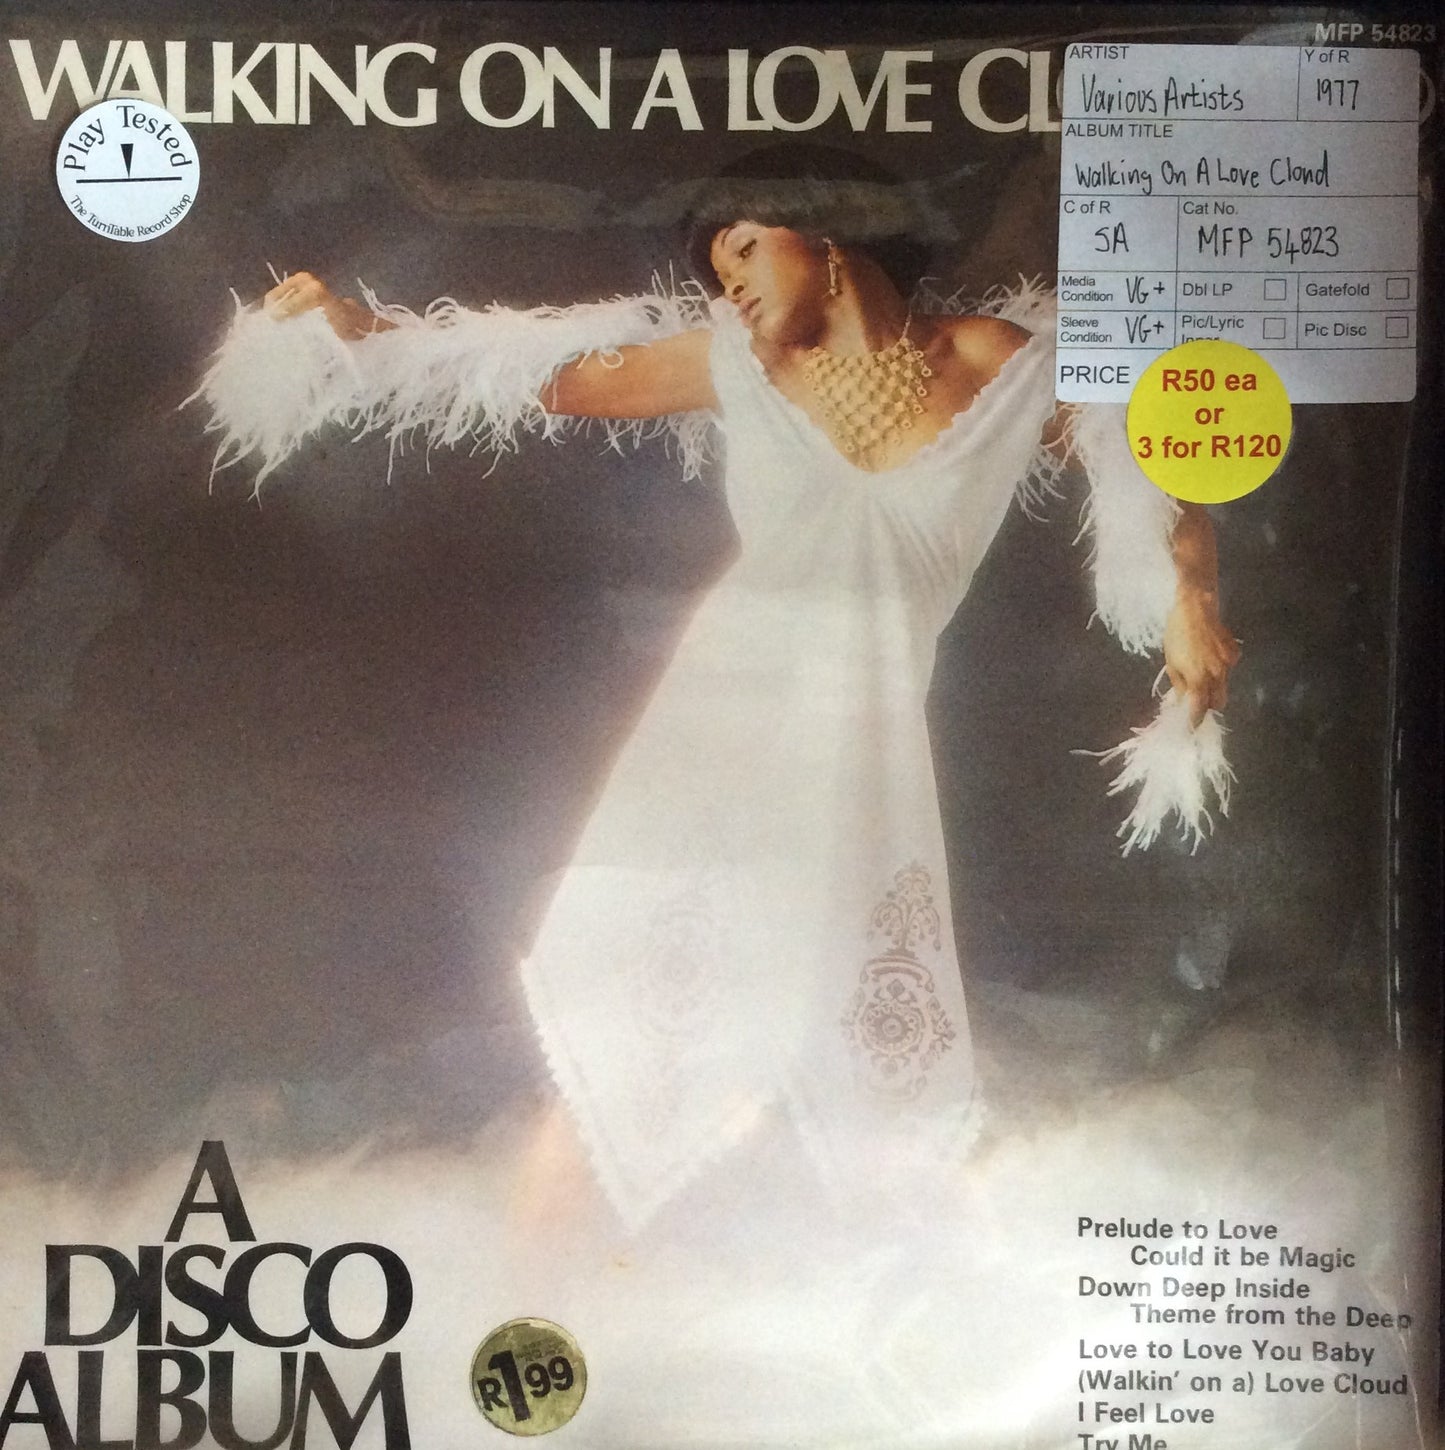 MFP 54823
WALKING ON A LOVE CL
Play Tested
The TurnTable Record Shop
ARTIST
Various Artists
Y of R
1977
ALBUM TITLE
Walking On A Love Cloud
C of R
SA
Cat No.
MFP 54823
Media
Condition
VG+
Dbl LP
Gatefold
Sleeve
Condition
VG+
Pic/Lyric
Pic Disc
PRICE
R50 ea
or
3 for R120
A
DISCO
ALBUM
R1.99
Prelude to Love
Could it be Magic
Down Deep Inside
Theme from the Deep
Love to Love You Baby
(Walkin' on a) Love Cloud
I Feel Love
Try Me